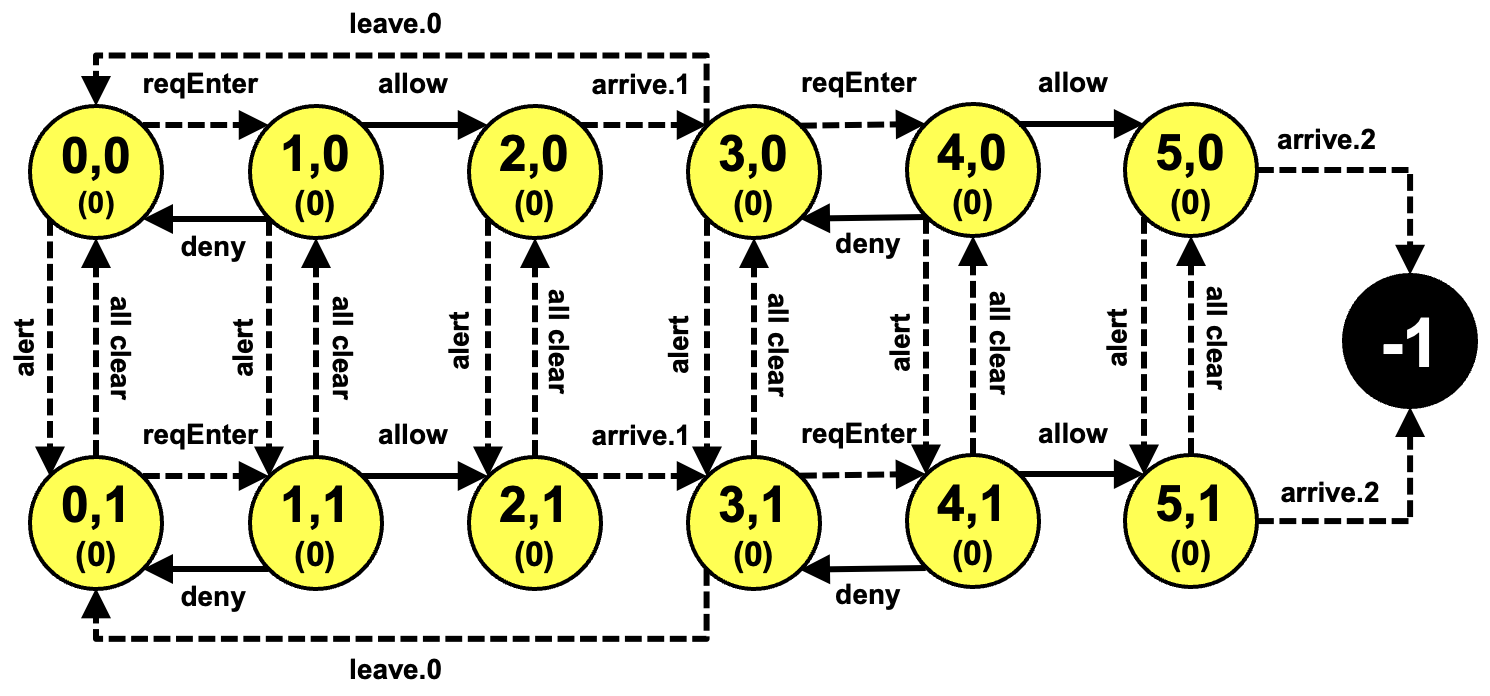 leave.0
reqEnter allow arrive.1 reqEnter allow
arrive.2
0,0 1,0 2,0 3,0 4,0 5,0
(0) (0) (0) (0) (0) (0)
deny deny
alert all clear alert all clear alert all clear alert all clear alert all clear alert all clear
-1
reqEnter allow arrive.1 reqEnter allow
arrive.2
0,1 1,1 2,1 3,1 4,1 5,1
(0) (0) (0) (0) (0) (0)
deny deny
leave.0